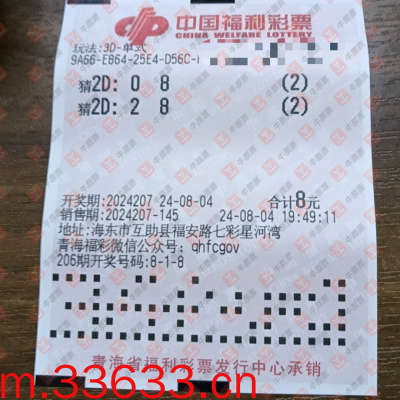 中国福利彩票
CHINA WELFARE LOTTERY
玩法:3D-单式
9A66-E864-25E4-D56C-
猜2D: 0 8 (2)
猜2D: 2 8 (2)
开奖期:2024207 24-08-04 合计8元
销售期:2024207-145 24-08-04 19:49:11
地址:海东市互助县福安路七彩星河湾
青海福彩微信公众号: qhfcgov
206期开奖号码:8-1-8
青海省福利彩票发行中心承销
m.33633.cn